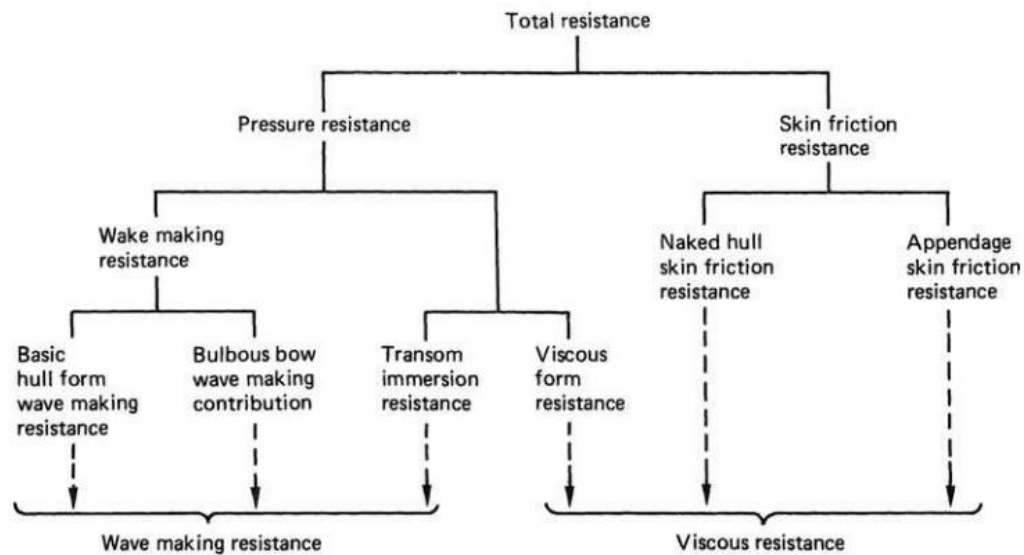 Total resistance
Pressure resistance
Skin friction
resistance
Wake making
resistance
Naked hull
skin friction
resistance
Appendage
skin friction
resistance
Basic
hull form
wave making
resistance
Bulbous bow
wave making
contribution
Transom
immersion
resistance
Viscous
form
resistance
Wave making resistance
Viscous resistance